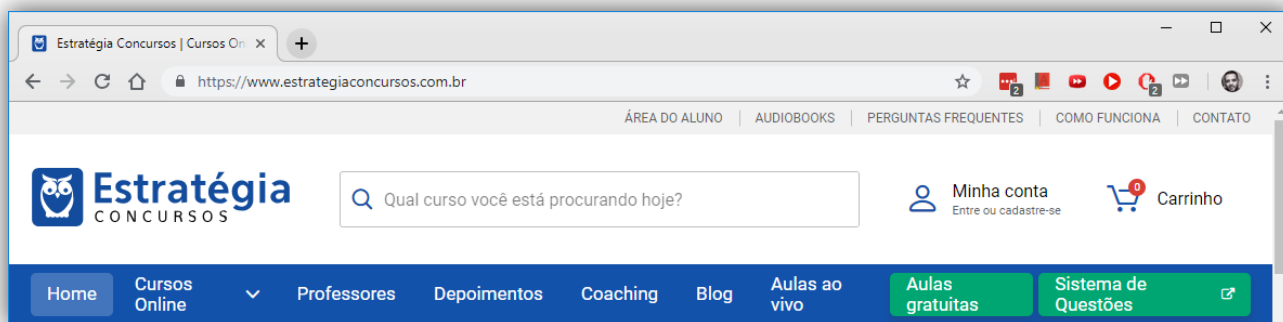 Estratégia Concursos | Cursos On
https://www.estrategiaconcursos.com.br
2
2
ÁREA DO ALUNO | AUDIOBOOKS | PERGUNTAS FREQUENTES | COMO FUNCIONA | CONTATO
Estratégia
CONCURSOS
Qual curso você está procurando hoje?
Minha conta
Entre ou cadastre-se
0
Carrinho
Home
Cursos
Online
Professores
Depoimentos
Coaching
Blog
Aulas ao
vivo
Aulas
gratuitas
Sistema de
Questões